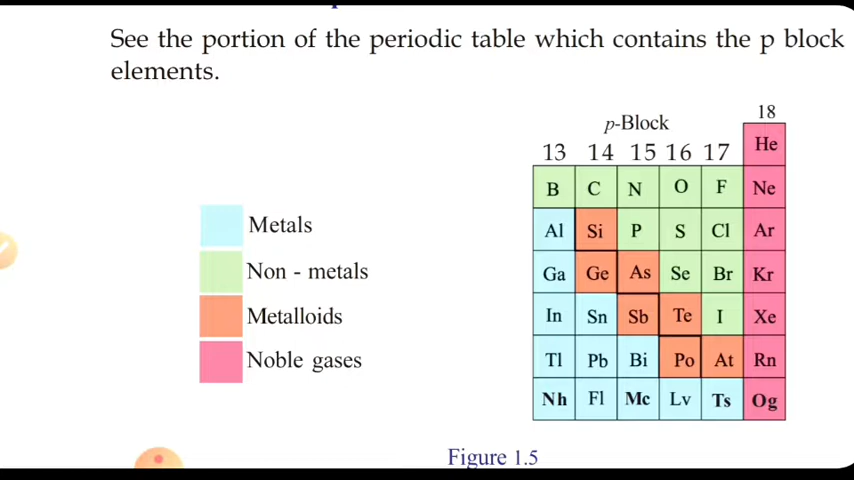 See the portion of the periodic table which contains the p block
elements.
18
p-Block
He
13 14 15 16 17
B C N O F Ne
Metals
Al Si P S Cl Ar
Non - metals
Ga Ge As Se Br Kr
Metalloids
In Sn Sb Te I Xe
Noble gases
Tl Pb Bi Po At Rn
Nh Fl Mc Lv Ts Og
Figure 1.5